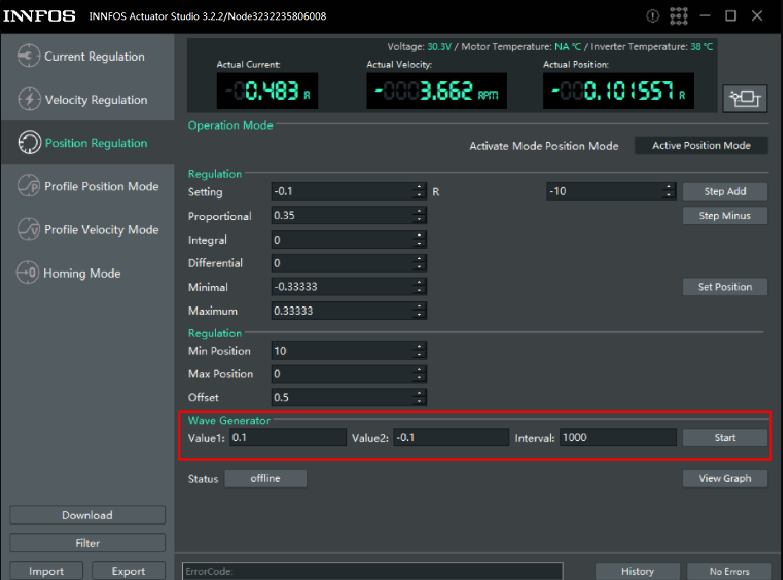 INNFOS INNFOS Actuator Studio 3.2.2/Node3232235806008
Current Regulation
Velocity Regulation
Position Regulation
Profile Position Mode
Profile Velocity Mode
Homing Mode
Download
Filter
Import Export
Voltage: 30.3V / Motor Temperature: NA ℃ / Inverter Temperature: 38 ℃
Actual Current: Actual Velocity: Actual Position:
-00.483 A -0003.662 RPM -000.101557 R
Operation Mode
Activate Mode Position Mode Active Position Mode
Regulation
Setting -0.1 R -10 Step Add
Proportional 0.35 Step Minus
Integral 0
Differential 0
Minimal -0.33333 Set Position
Maximum 0.33333
Regulation
Min Position 10
Max Position 0
Offset 0.5
Wave Generator
Value1: 0.1 Value2: -0.1 Interval: 1000 Start
Status offline View Graph
ErrorCode: History No Errors